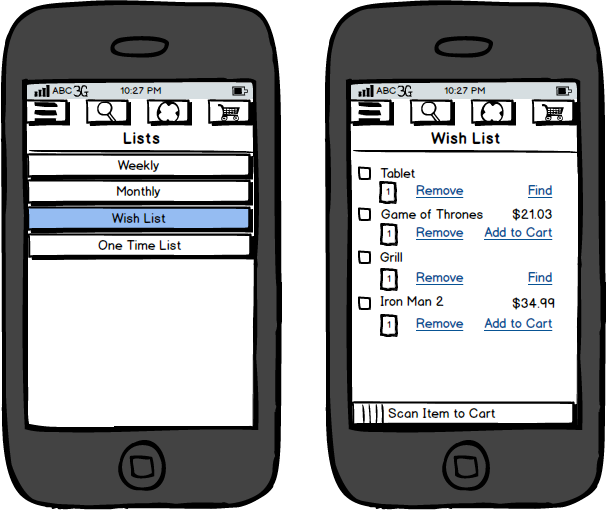 ABC 3G 10:27 PM
Lists
Weekly
Monthly
Wish List
One Time List
ABC 3G 10:27 PM
Wish List
Tablet
1 Remove Find
Game of Thrones $21.03
1 Remove Add to Cart
Grill
1 Remove Find
Iron Man 2 $34.99
1 Remove Add to Cart
Scan Item to Cart